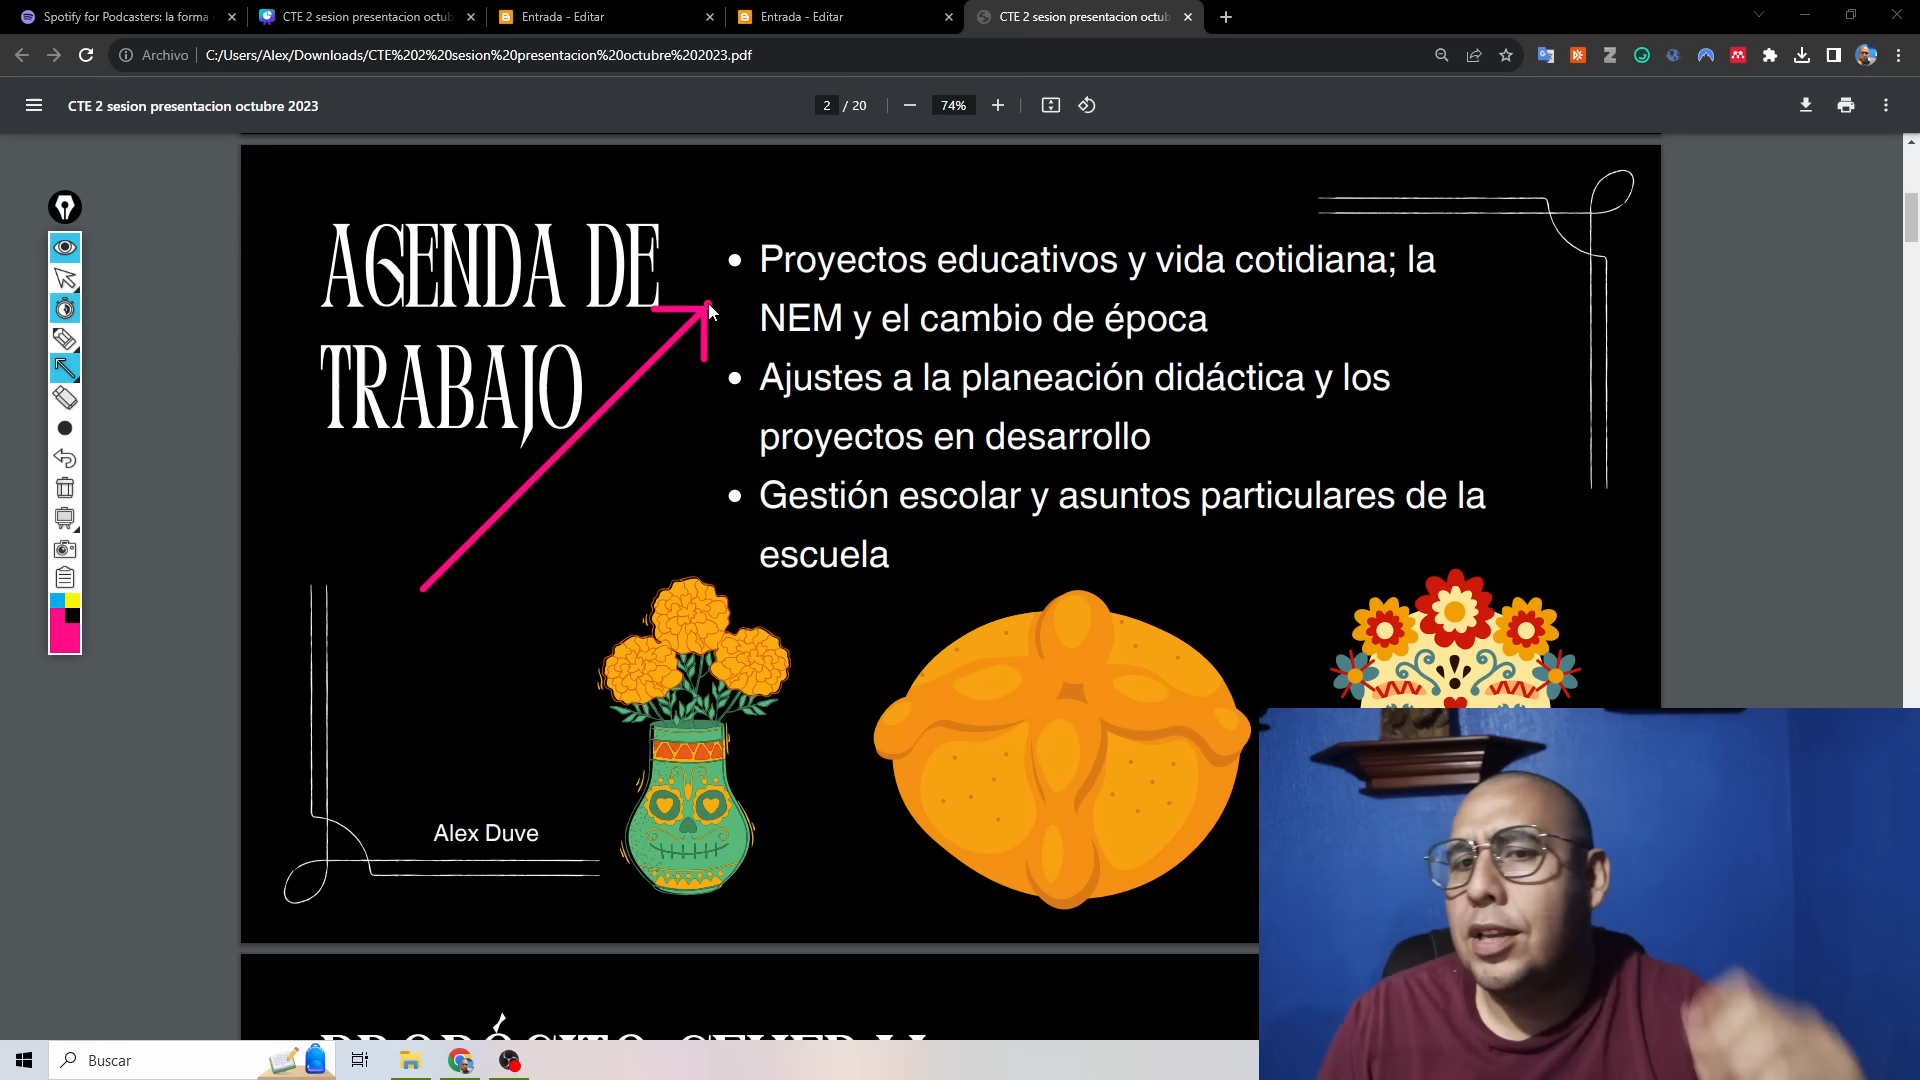 Spotify for Podcasters: la forma
CTE 2 sesion presentacion octub
Entrada - Editar
Entrada - Editar
CTE 2 sesion presentacion octub
Archivo
C:/Users/Alex/Downloads/CTE%202%20sesion%20presentacion%20octubre%202023.pdf
CTE 2 sesion presentacion octubre 2023
2 / 20
74%
AGENDA DE
TRABAJO
• Proyectos educativos y vida cotidiana; la
NEM y el cambio de época
• Ajustes a la planeación didáctica y los
proyectos en desarrollo
• Gestión escolar y asuntos particulares de la
escuela
Alex Duve
Buscar